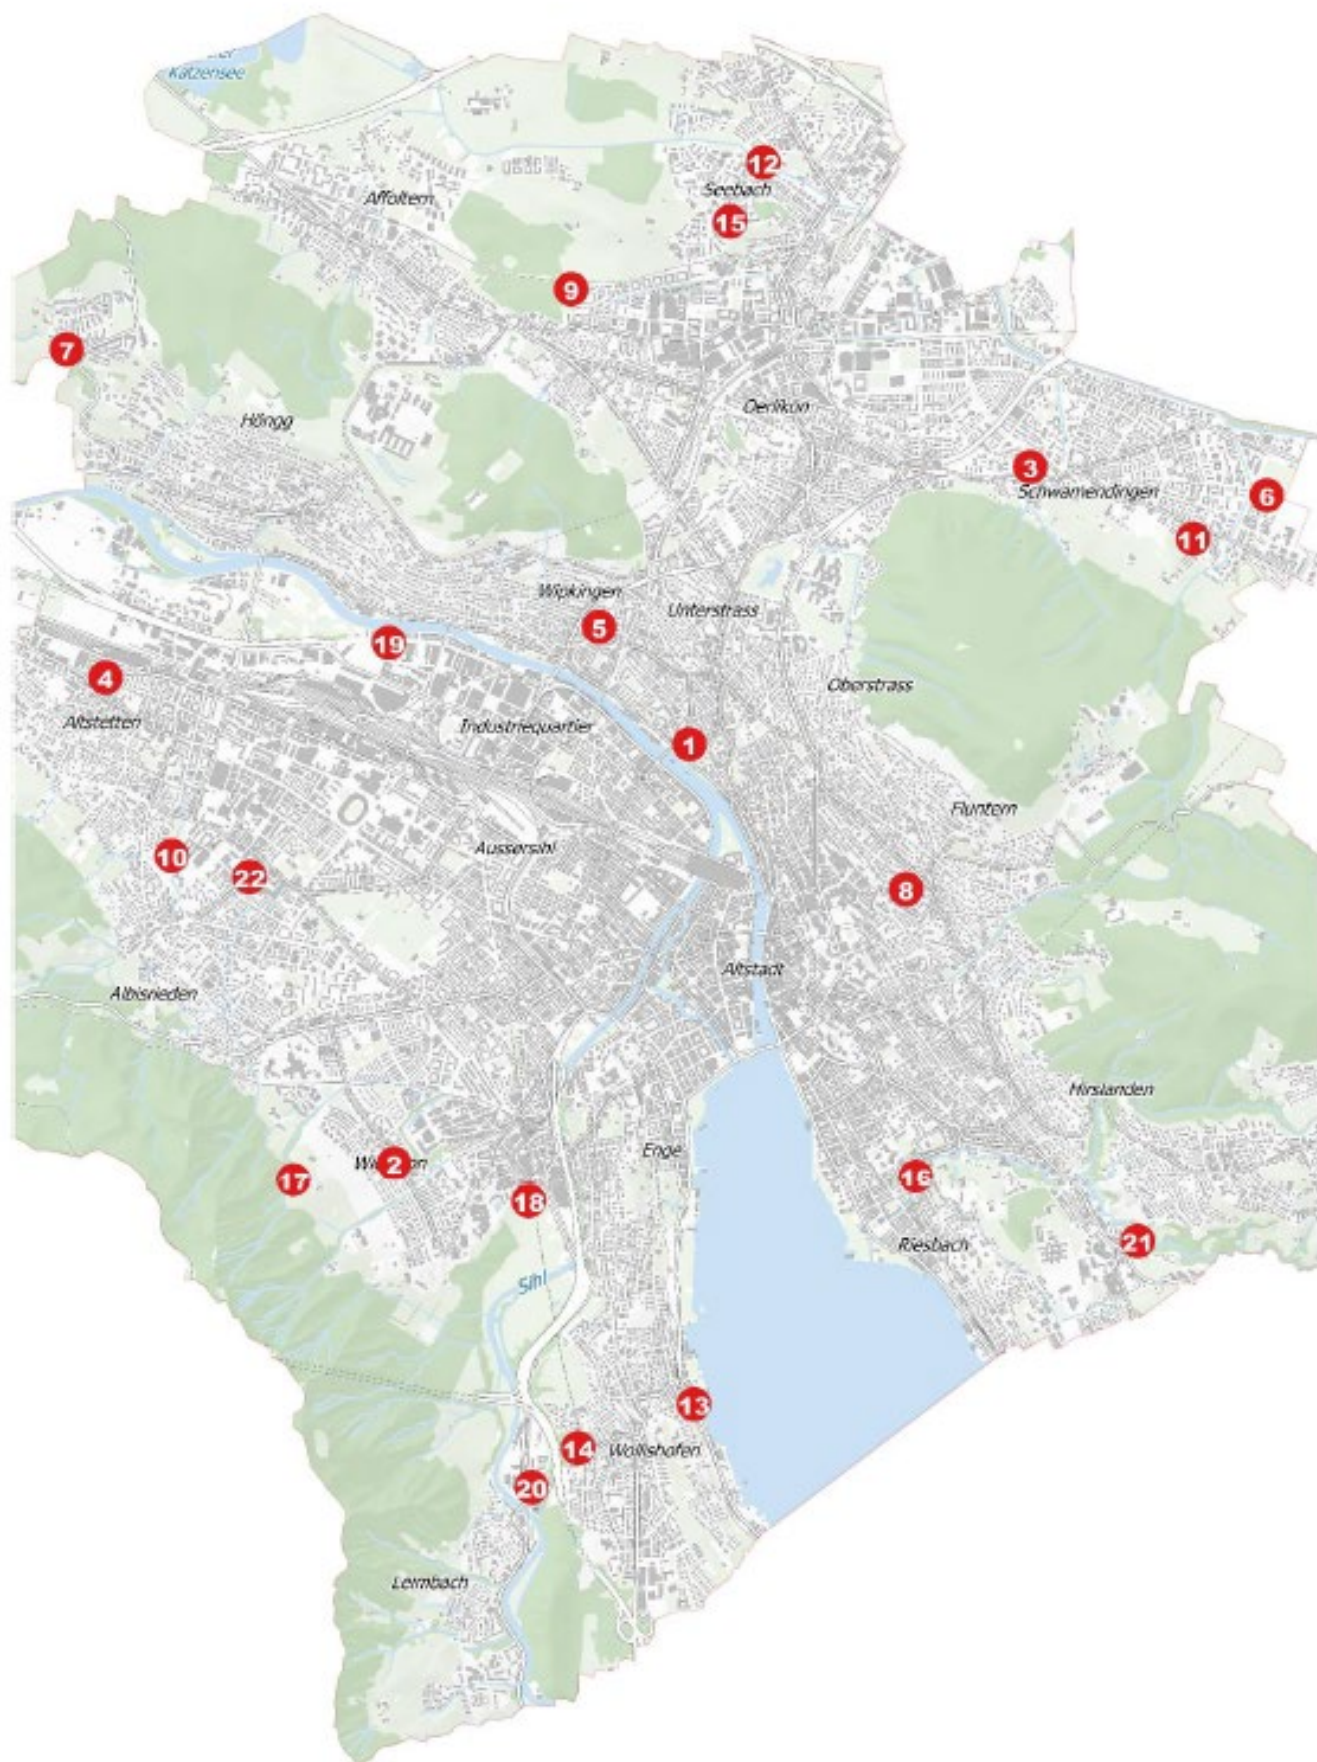 Katzensee
12
Affoltern
Seebach
15
9
7
Oerlikon
Höngg
3
Schwamendingen
6
11
Wipkingen
Unterstrass
5
19
4
Oberstrass
Altstetten
Industriequartier
1
Fluntern
Aussersihl
10
22
8
Altstadt
Albisrieden
Hirslanden
Enge
2
17
16
18
21
Riesbach
Sihl
13
14
Wollishofen
20
Leimbach